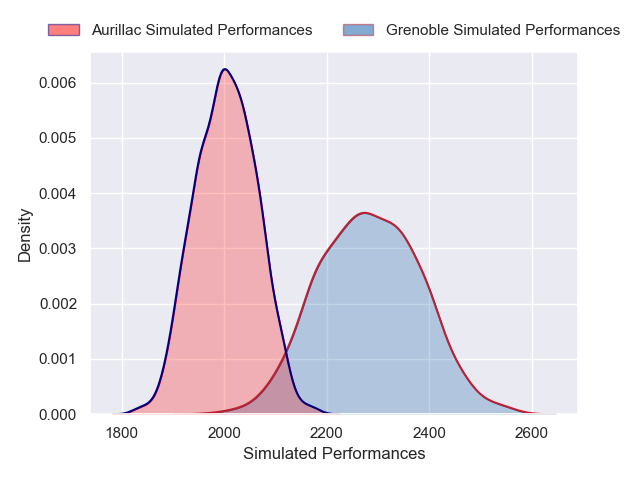 Aurillac Simulated Performances Grenoble Simulated Performances
0.006
0.005
0.004
0.003
0.002
0.001
0.000
Density
1800 2000 2200 2400 2600
Simulated Performances